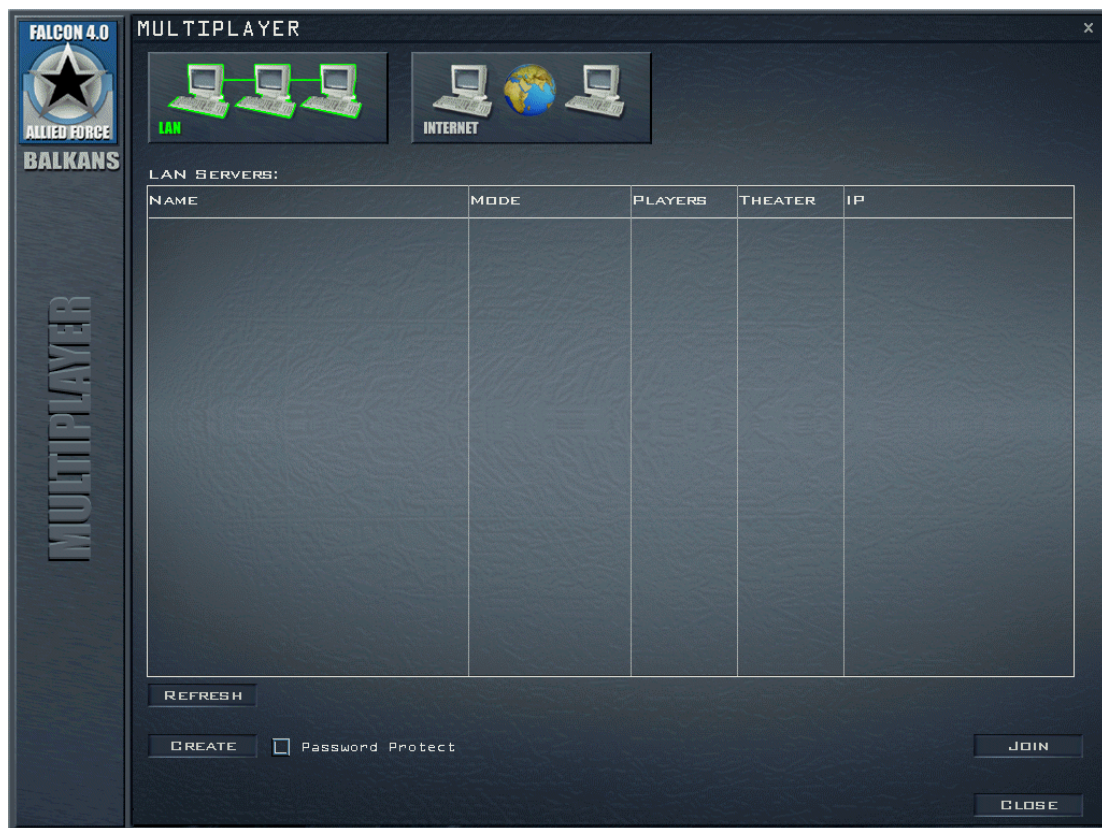 FALCON 4.0
ALLIED FORCE
BALKANS
MULTIPLAYER
MULTIPLAYER
x
LAN
INTERNET
LAN SERVERS:
NAME MODE PLAYERS THEATER IP
REFRESH
CREATE Password Protect
JOIN
CLOSE